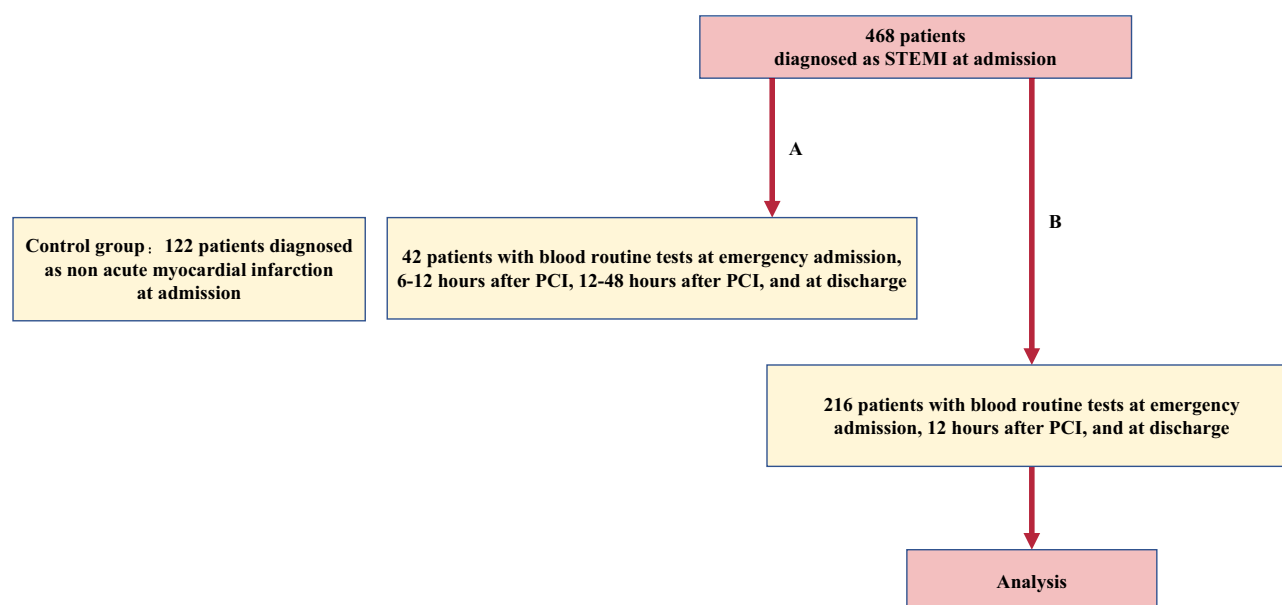 468 patients
diagnosed as STEMI at admission
A
B
Control group：122 patients diagnosed
as non acute myocardial infarction
at admission
42 patients with blood routine tests at emergency admission,
6-12 hours after PCI, 12-48 hours after PCI, and at discharge
216 patients with blood routine tests at emergency
admission, 12 hours after PCI, and at discharge
Analysis